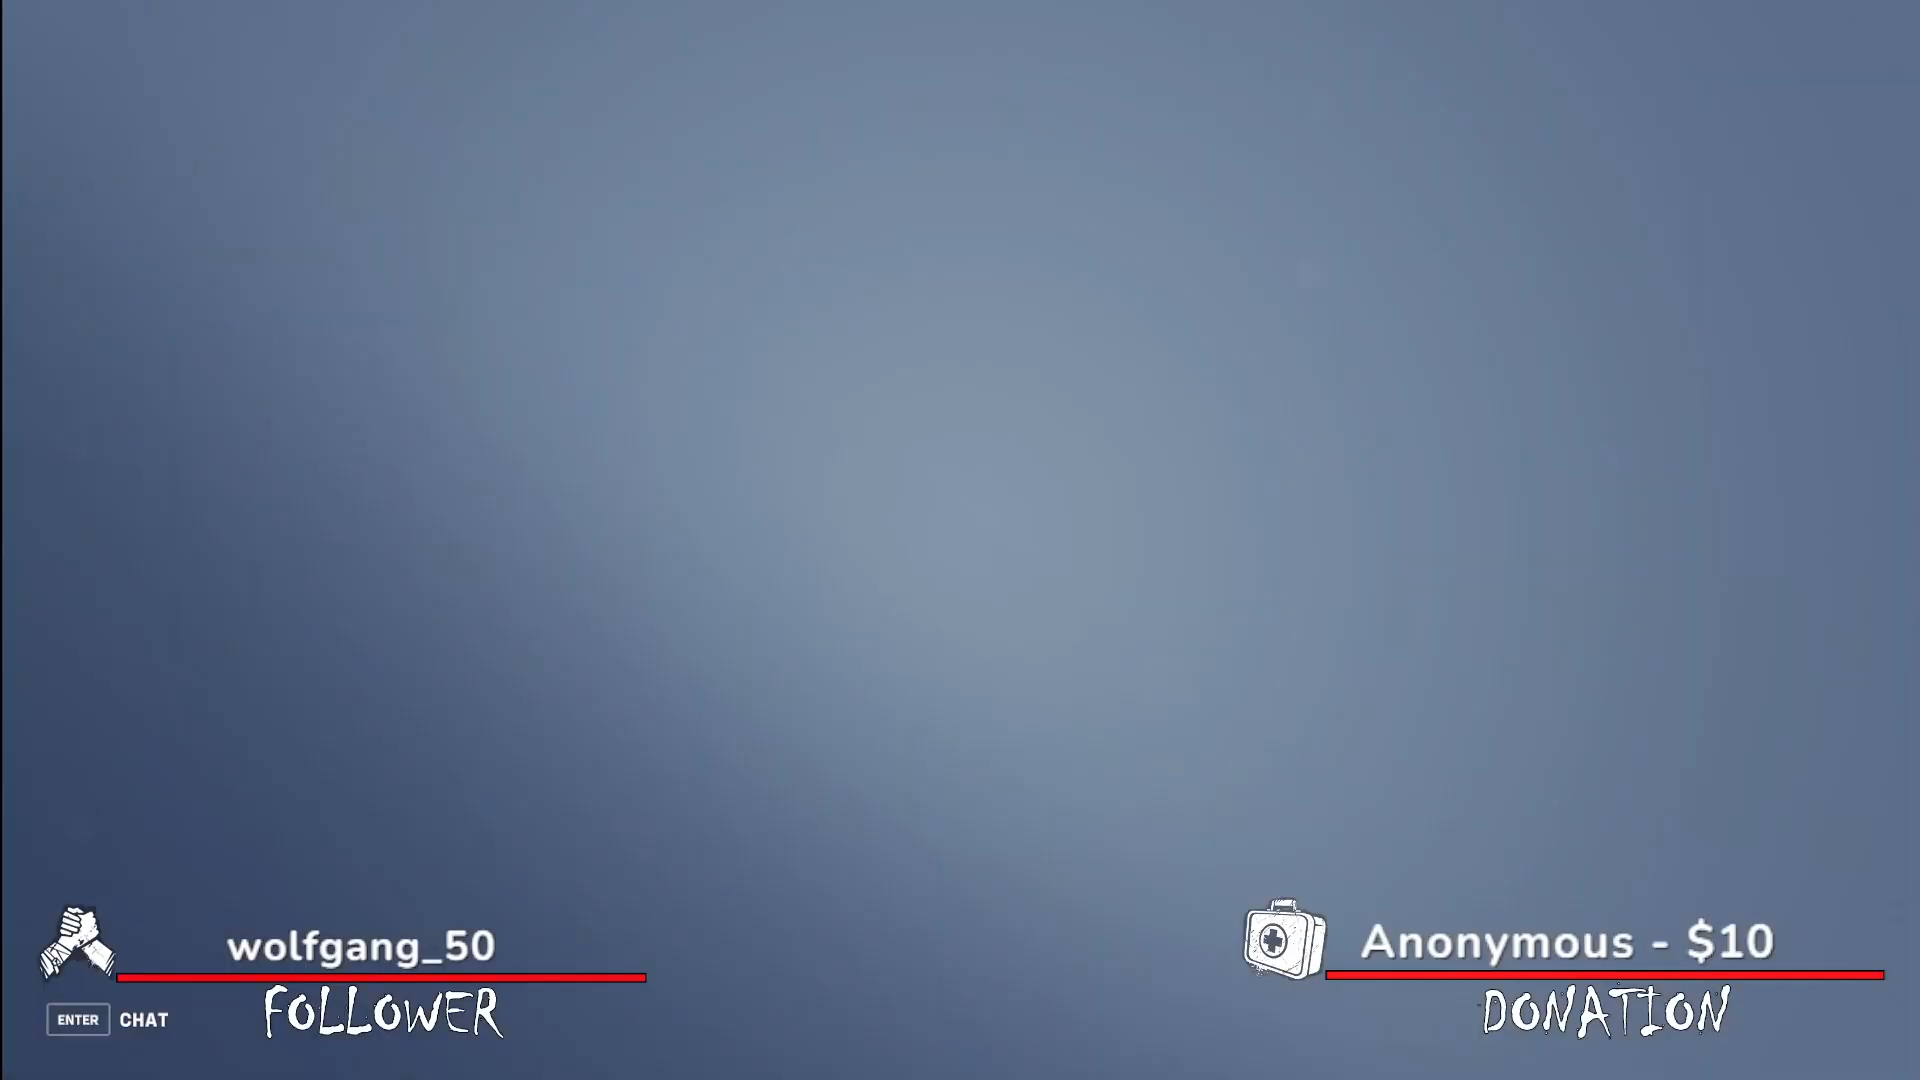 wolfgang_50
FOLLOWER
ENTER CHAT
Anonymous - $10
DONATION